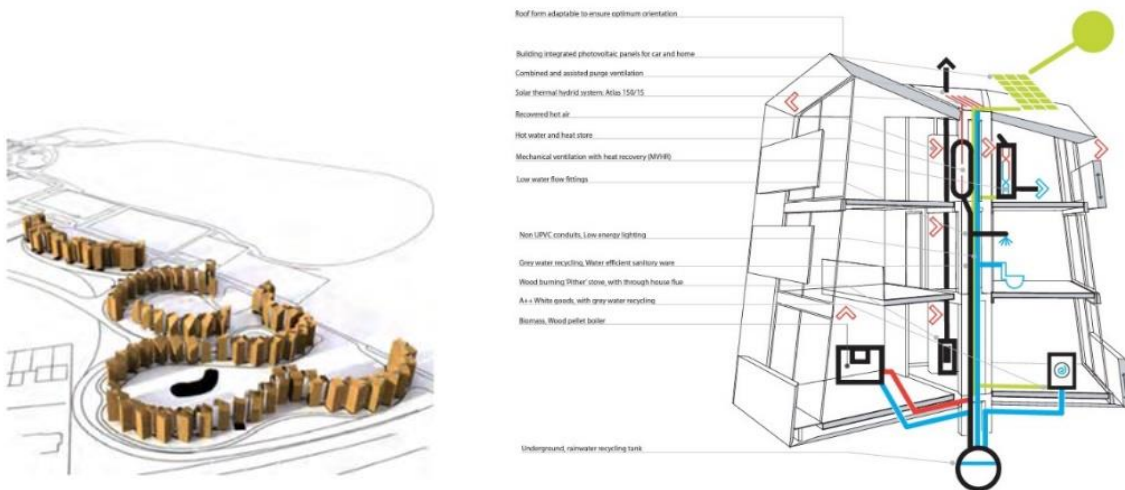 Roof form adaptable to ensure optimum orientation
Building integrated photovoltaic panels for car and home
Combined and assisted purge ventilation
Solar thermal hydrid system: Atlas 150/15
Recovered hot air
Hot water and heat store
Mechanical ventilation with heat recovery (MVHR)
Low water flow fittings
Non UPVC conduits, Low energy lighting
Grey water recycling, Water efficient sanitory ware
Wood burning 'Pither' stove, with through house flue
A++ White goods, with grey water recycling
Biomass, Wood pellet boiler
Underground, rainwater recycling tank